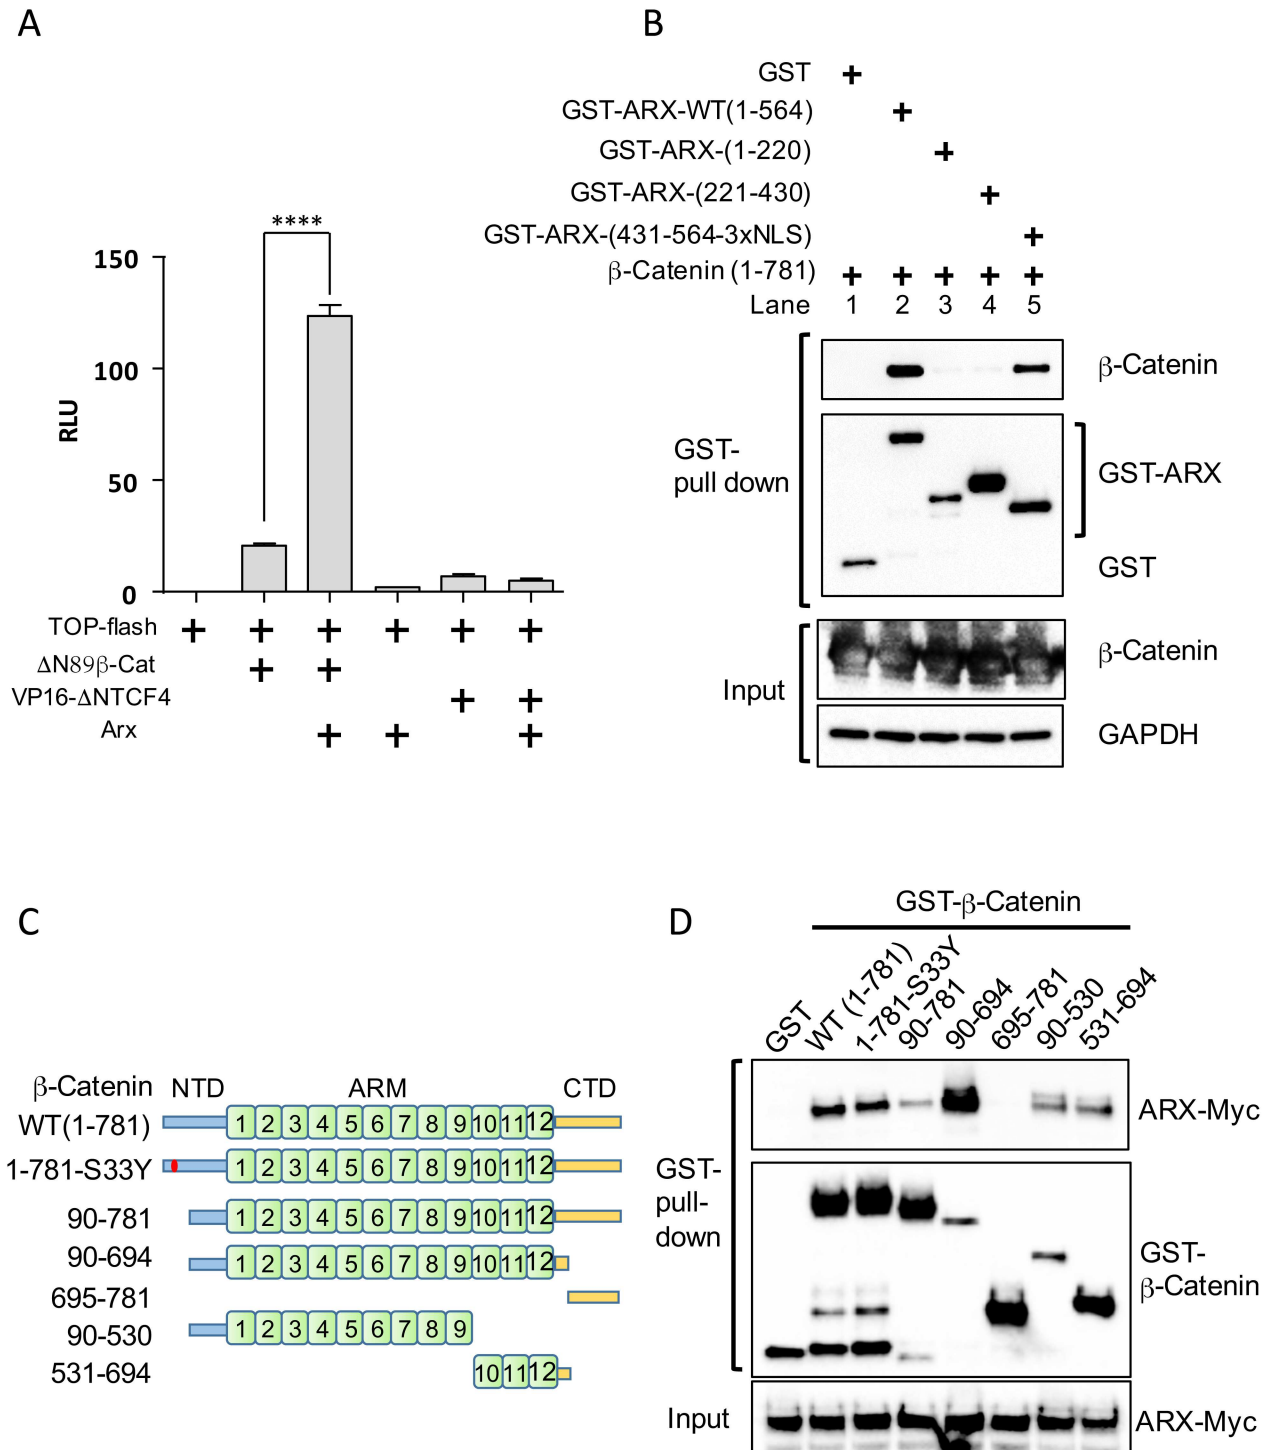 A
****
150
100
50
0
RLU
TOP-flash + + + + + +
ΔN89β-Cat + +
VP16-ΔNTCF4 + +
Arx + + +
B
GST +
GST-ARX-WT(1-564) +
GST-ARX-(1-220) +
GST-ARX-(221-430) +
GST-ARX-(431-564-3xNLS) +
β-Catenin (1-781) + + + + +
Lane 1 2 3 4 5
GST-
pull down
β-Catenin
GST-ARX
GST
Input
β-Catenin
GAPDH
C
β-Catenin NTD ARM CTD
WT(1-781) 1 2 3 4 5 6 7 8 9 10 11 12
1-781-S33Y 1 2 3 4 5 6 7 8 9 10 11 12
90-781 1 2 3 4 5 6 7 8 9 10 11 12
90-694 1 2 3 4 5 6 7 8 9 10 11 12
695-781
90-530 1 2 3 4 5 6 7 8 9
531-694 10 11 12
D
GST-β-Catenin
GST WT (1-781) 1-781-S33Y 90-781 90-694 695-781 90-530 531-694
GST-
pull-
down
ARX-Myc
GST-
β-Catenin
Input ARX-Myc